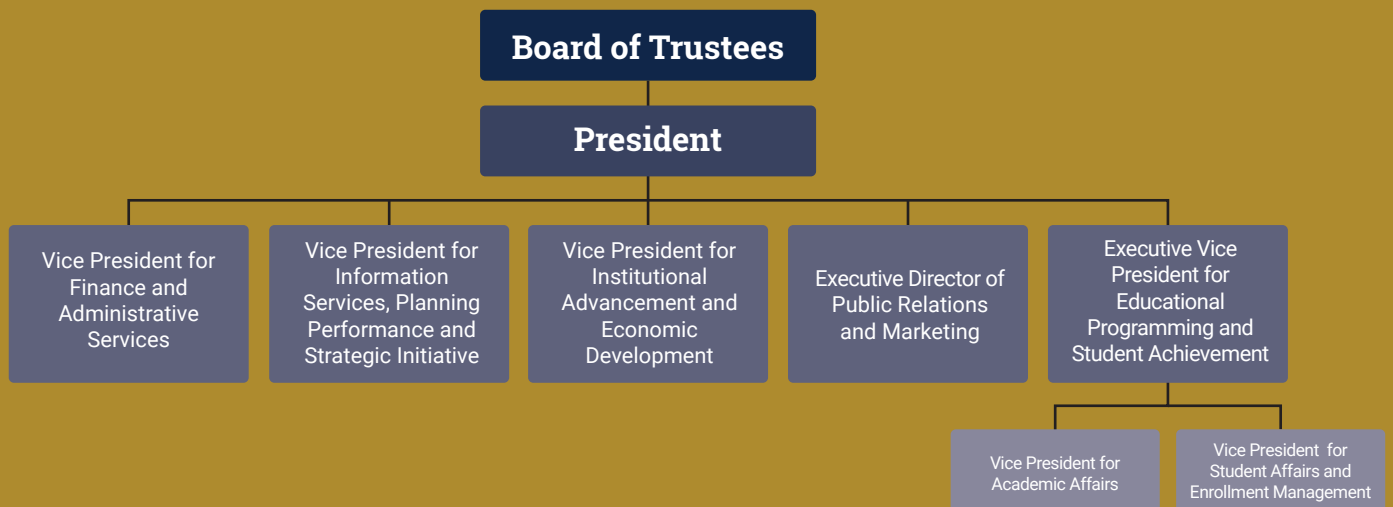 Board of Trustees
President
Vice President for
Finance and
Administrative
Services
Vice President for
Information
Services, Planning
Performance and
Strategic Initiative
Vice President for
Institutional
Advancement and
Economic
Development
Executive Director of
Public Relations
and Marketing
Executive Vice
President for
Educational
Programming and
Student Achievement
Vice President for
Academic Affairs
Vice President for
Student Affairs and
Enrollment Management